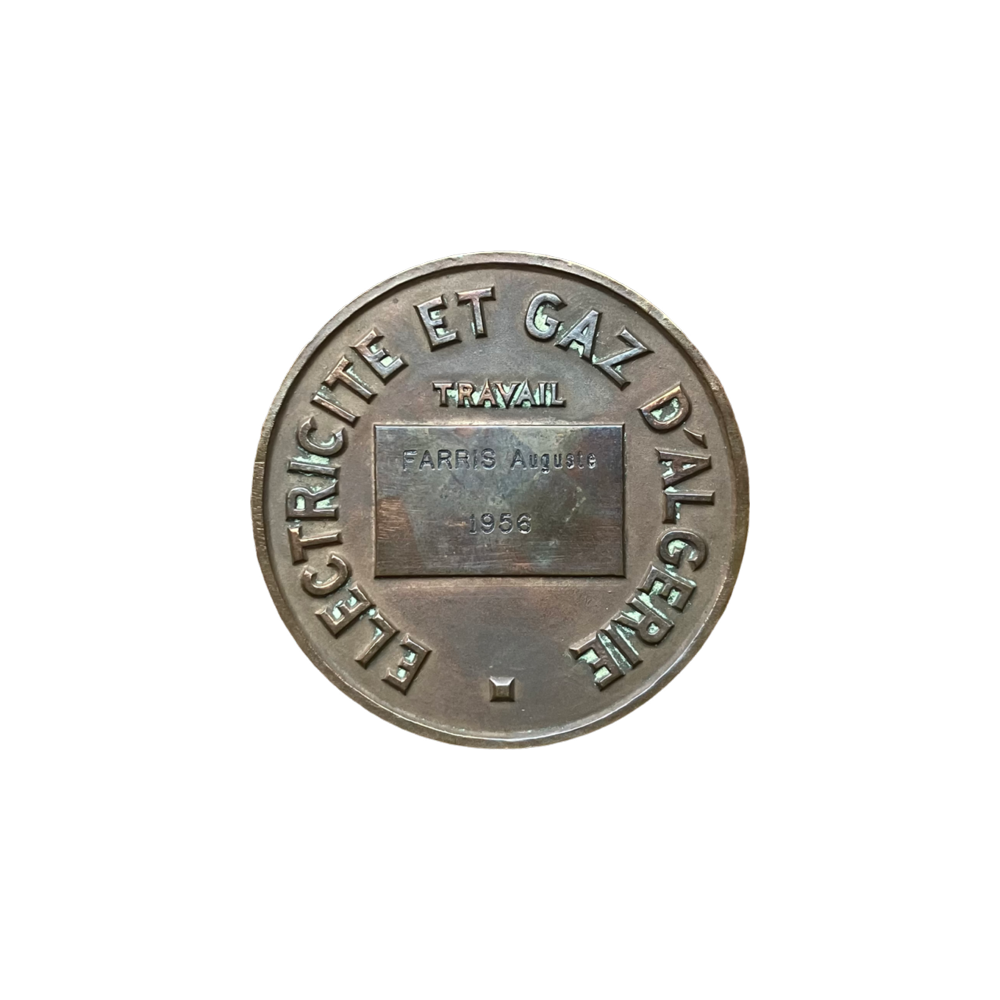 ELECTRICITE ET GAZ D'ALGERIE
TRAVAIL
FARRIS Auguste
1956